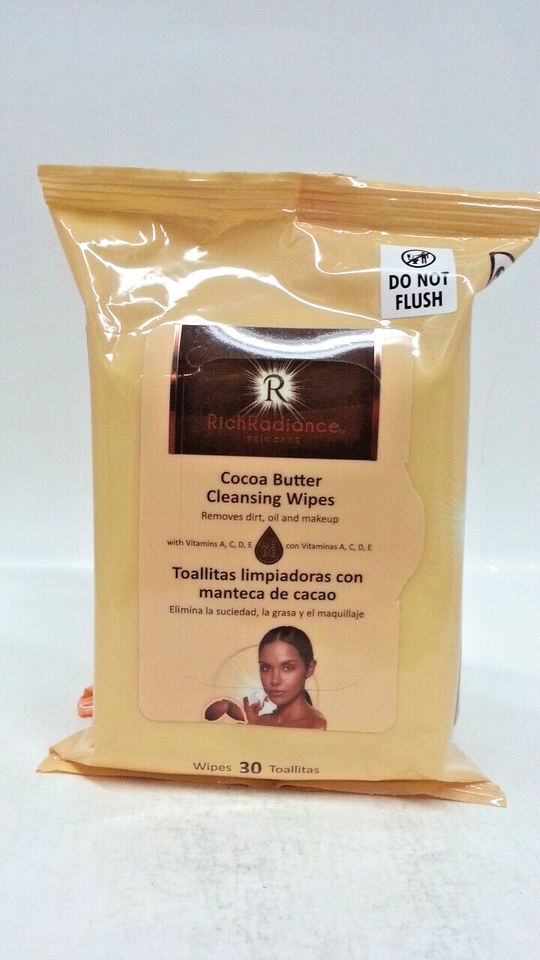 DO NOT
FLUSH
R
RichRadiance
SKIN CARE
Cocoa Butter
Cleansing Wipes
Removes dirt, oil and makeup
with Vitamins A, C, D, E
con Vitaminas A, C, D, E
Toallitas limpiadoras con
manteca de cacao
Elimina la suciedad, la grasa y el maquillaje
Wipes 30 Toallitas